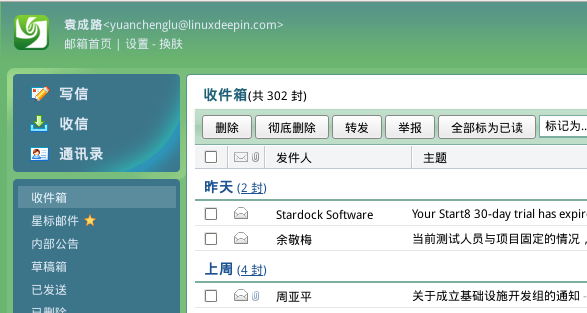 袁成路<yuanchenglu@linuxdeepin.com>
邮箱首页 | 设置 - 换肤
写信
收信
通讯录
收件箱
星标邮件
内部公告
草稿箱
已发送
已删除
收件箱(共 302 封)
删除 彻底删除 转发 举报 全部标为已读 标记为...
发件人 主题
昨天 (2 封)
Stardock Software Your Start8 30-day trial has expire
余敬梅 当前测试人员与项目固定的情况，
上周 (4 封)
周亚平 关于成立基础设施开发组的通知 -